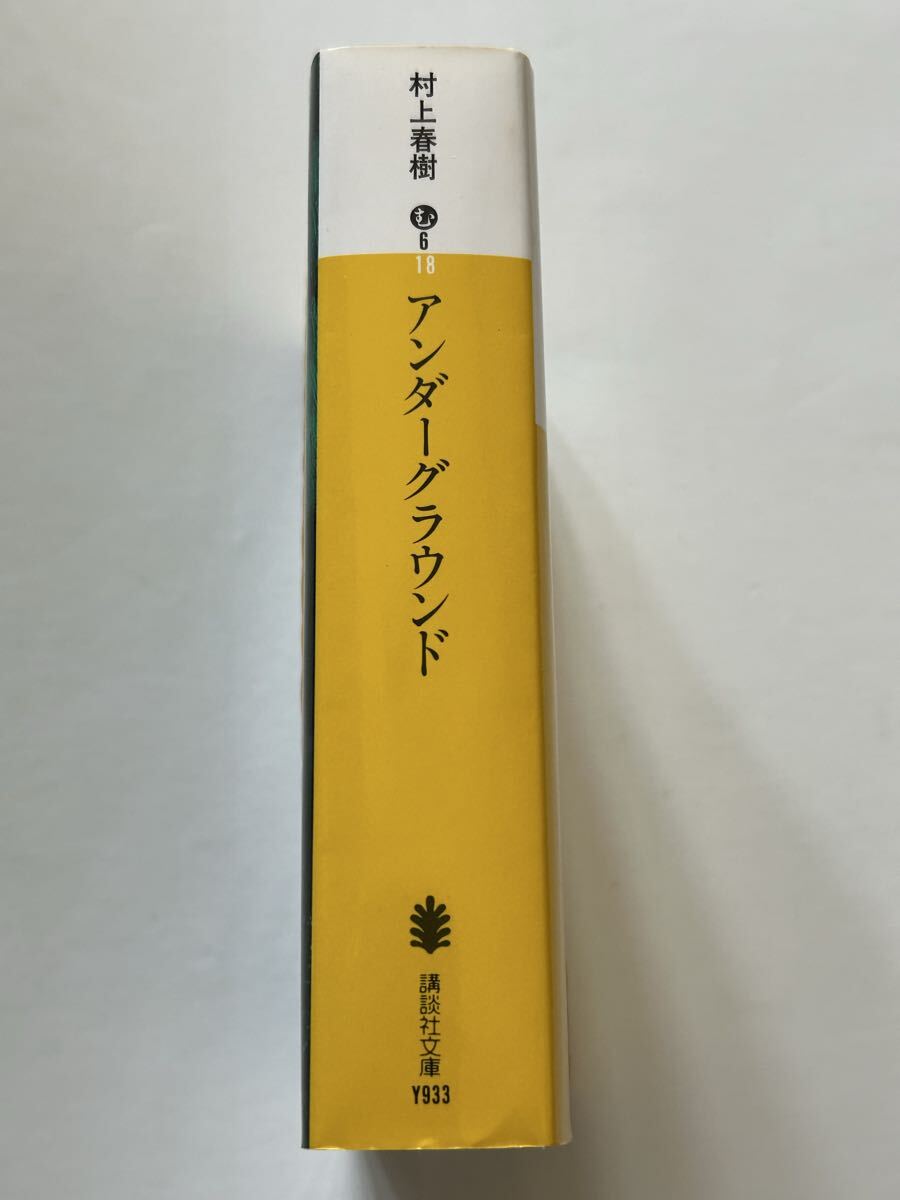 村上春樹
む
6
18
アンダーグラウンド
講談社文庫
Y933